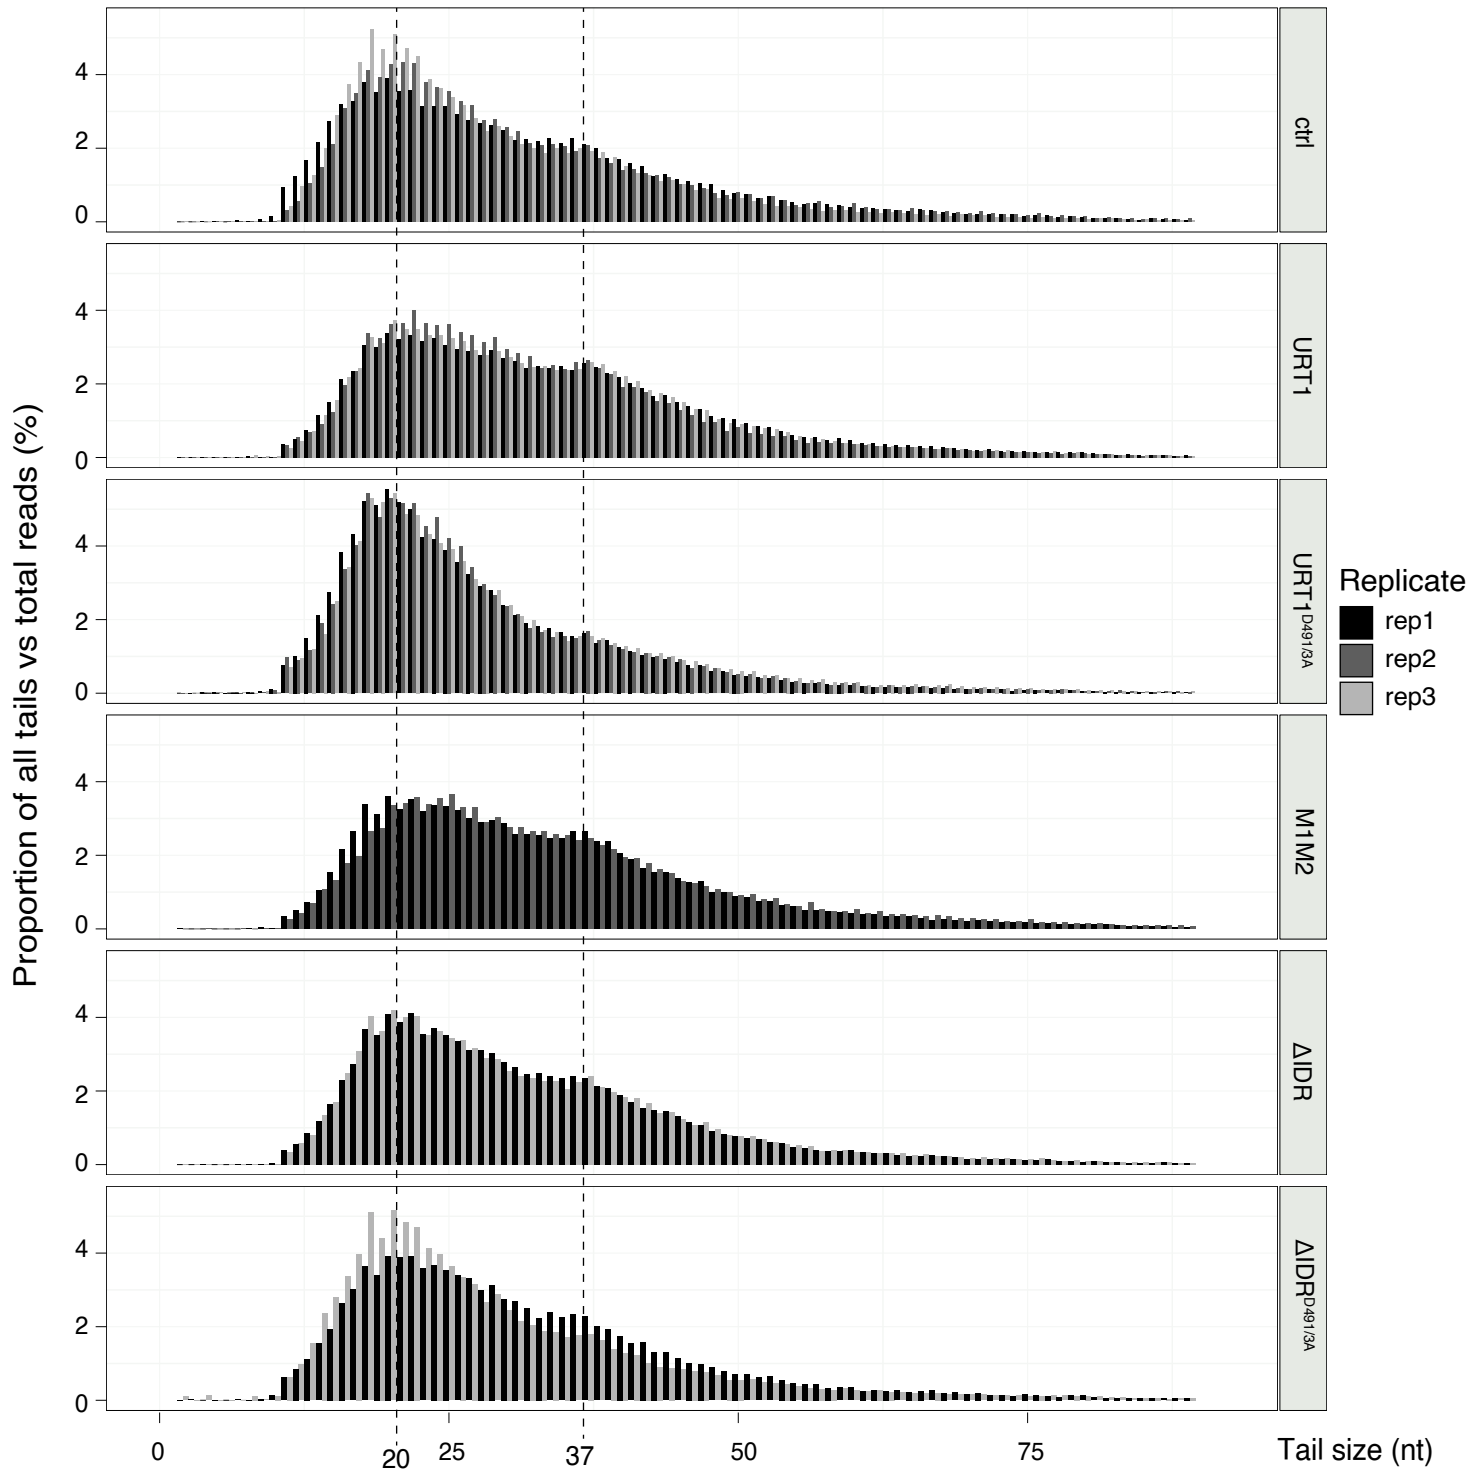 Proportion of all tails vs total reads (%)
4
2
0
ctrl
4
2
0
URT1
4
2
0
URT1D491/3A
4
2
0
M1M2
4
2
0
ΔIDR
4
2
0
ΔIDRD491/3A
0
20
25
37
50
75
Tail size (nt)
Replicate
rep1
rep2
rep3